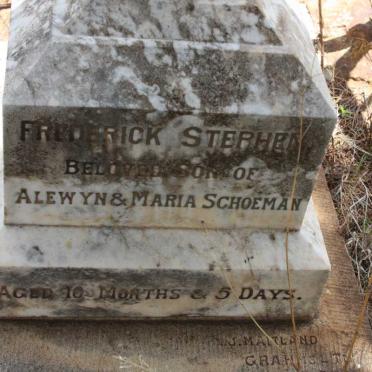 FREDERICK STEPHEN,
BELOVED SON OF
ALEWYN & MARIA SCHOEMAN
AGED 10 MONTHS & 5 DAYS.
J. MAITLAND